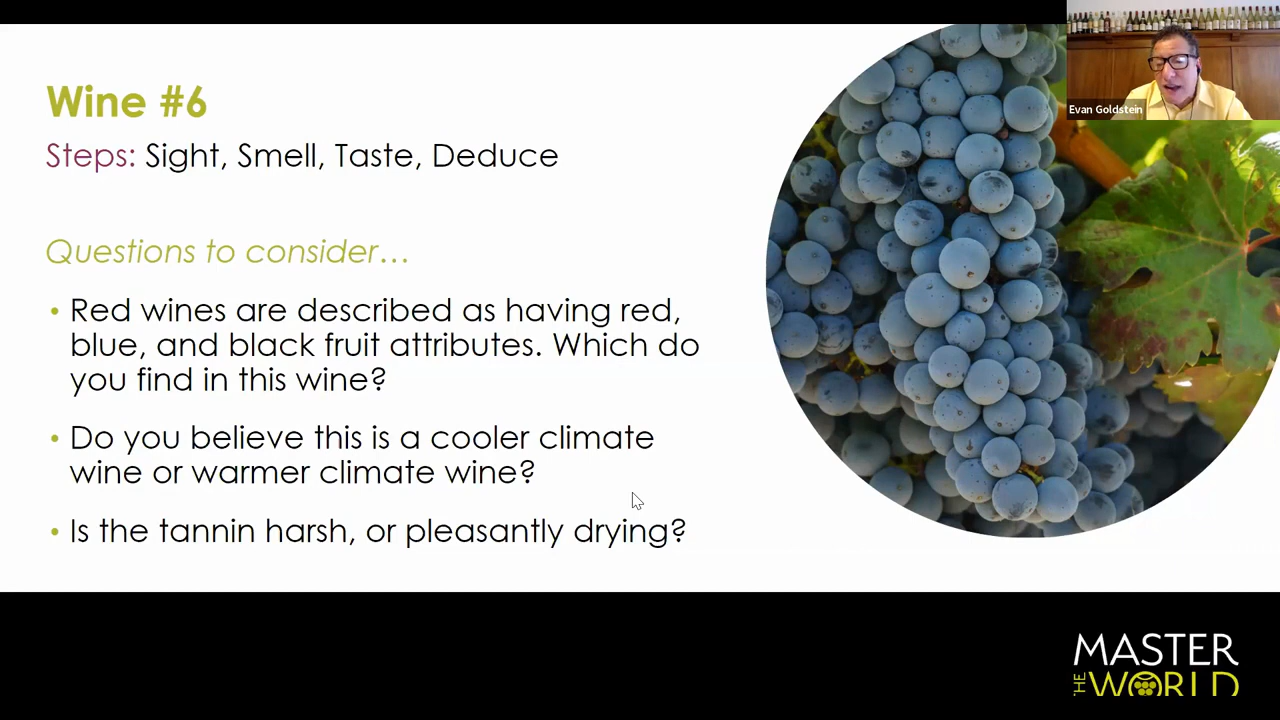 Evan Goldstein
Wine #6
Steps: Sight, Smell, Taste, Deduce
Questions to consider…
• Red wines are described as having red,
blue, and black fruit attributes. Which do
you find in this wine?
• Do you believe this is a cooler climate
wine or warmer climate wine?
• Is the tannin harsh, or pleasantly drying?
MASTER
THE WORLD